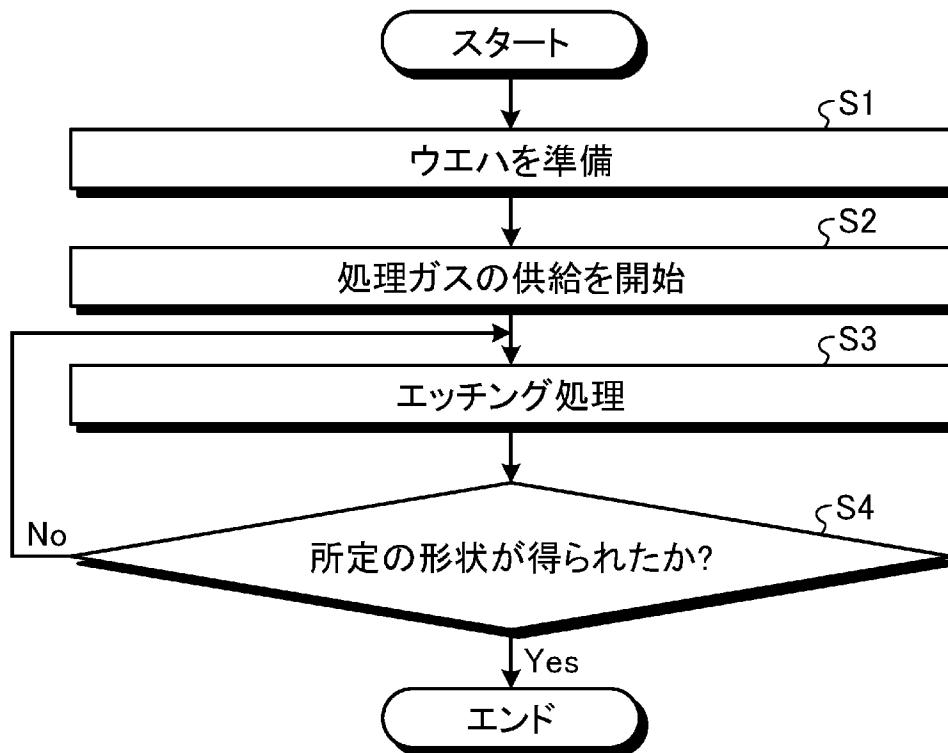 スタート
S1
ウエハを準備
S2
処理ガスの供給を開始
S3
エッチング処理
S4
所定の形状が得られたか?
No
Yes
エンド